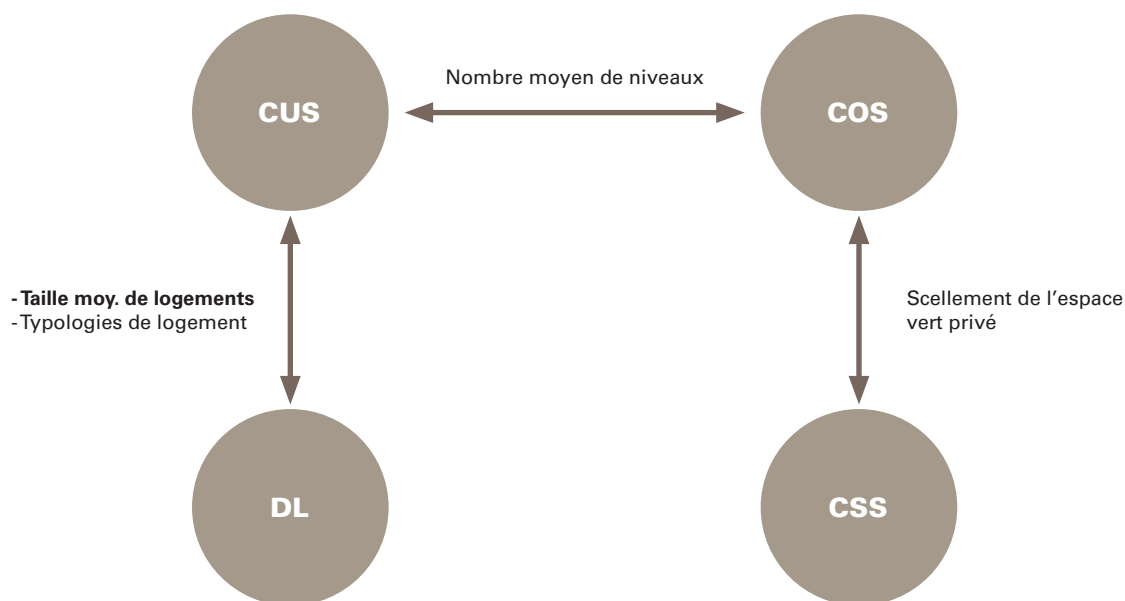 Nombre moyen de niveaux
CUS
COS
- Taille moy. de logements
- Typologies de logement
Scellement de l’espace
vert privé
DL
CSS